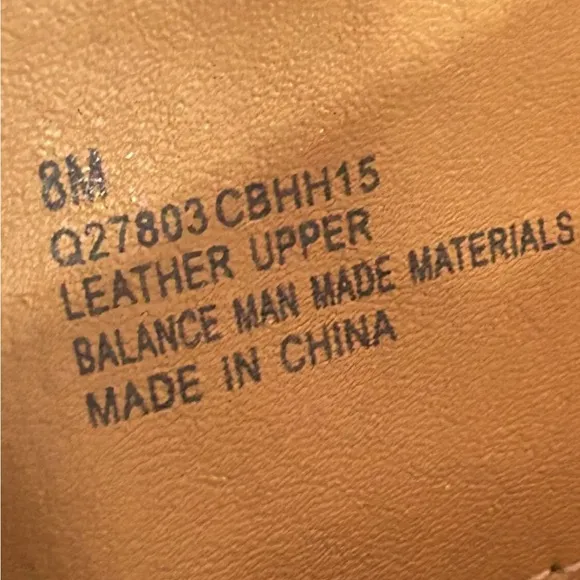 8M
Q27803CBHH15
LEATHER UPPER
BALANCE MAN MADE MATERIALS
MADE IN CHINA